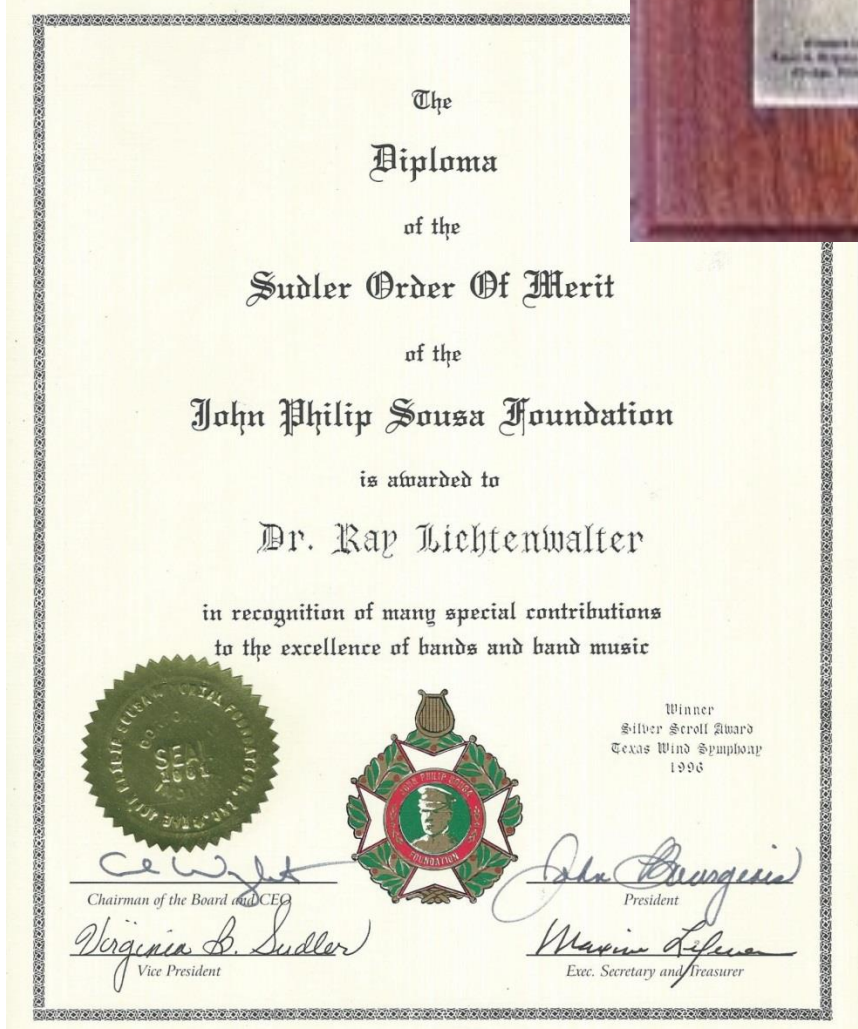 The
Diploma
of the
Sudler Order Of Merit
of the
John Philip Sousa Foundation
is awarded to
Dr. Ray Lichtenwalter
in recognition of many special contributions
to the excellence of bands and band music
Winner
Silver Scroll Award
Texas Wind Symphony
1996
SEAL
JOHN PHILIP SOUSA
FOUNDATION
Chairman of the Board and CEO
John Bourgeois
President
Virginia B. Sudler
Vice President
Exec. Secretary and Treasurer